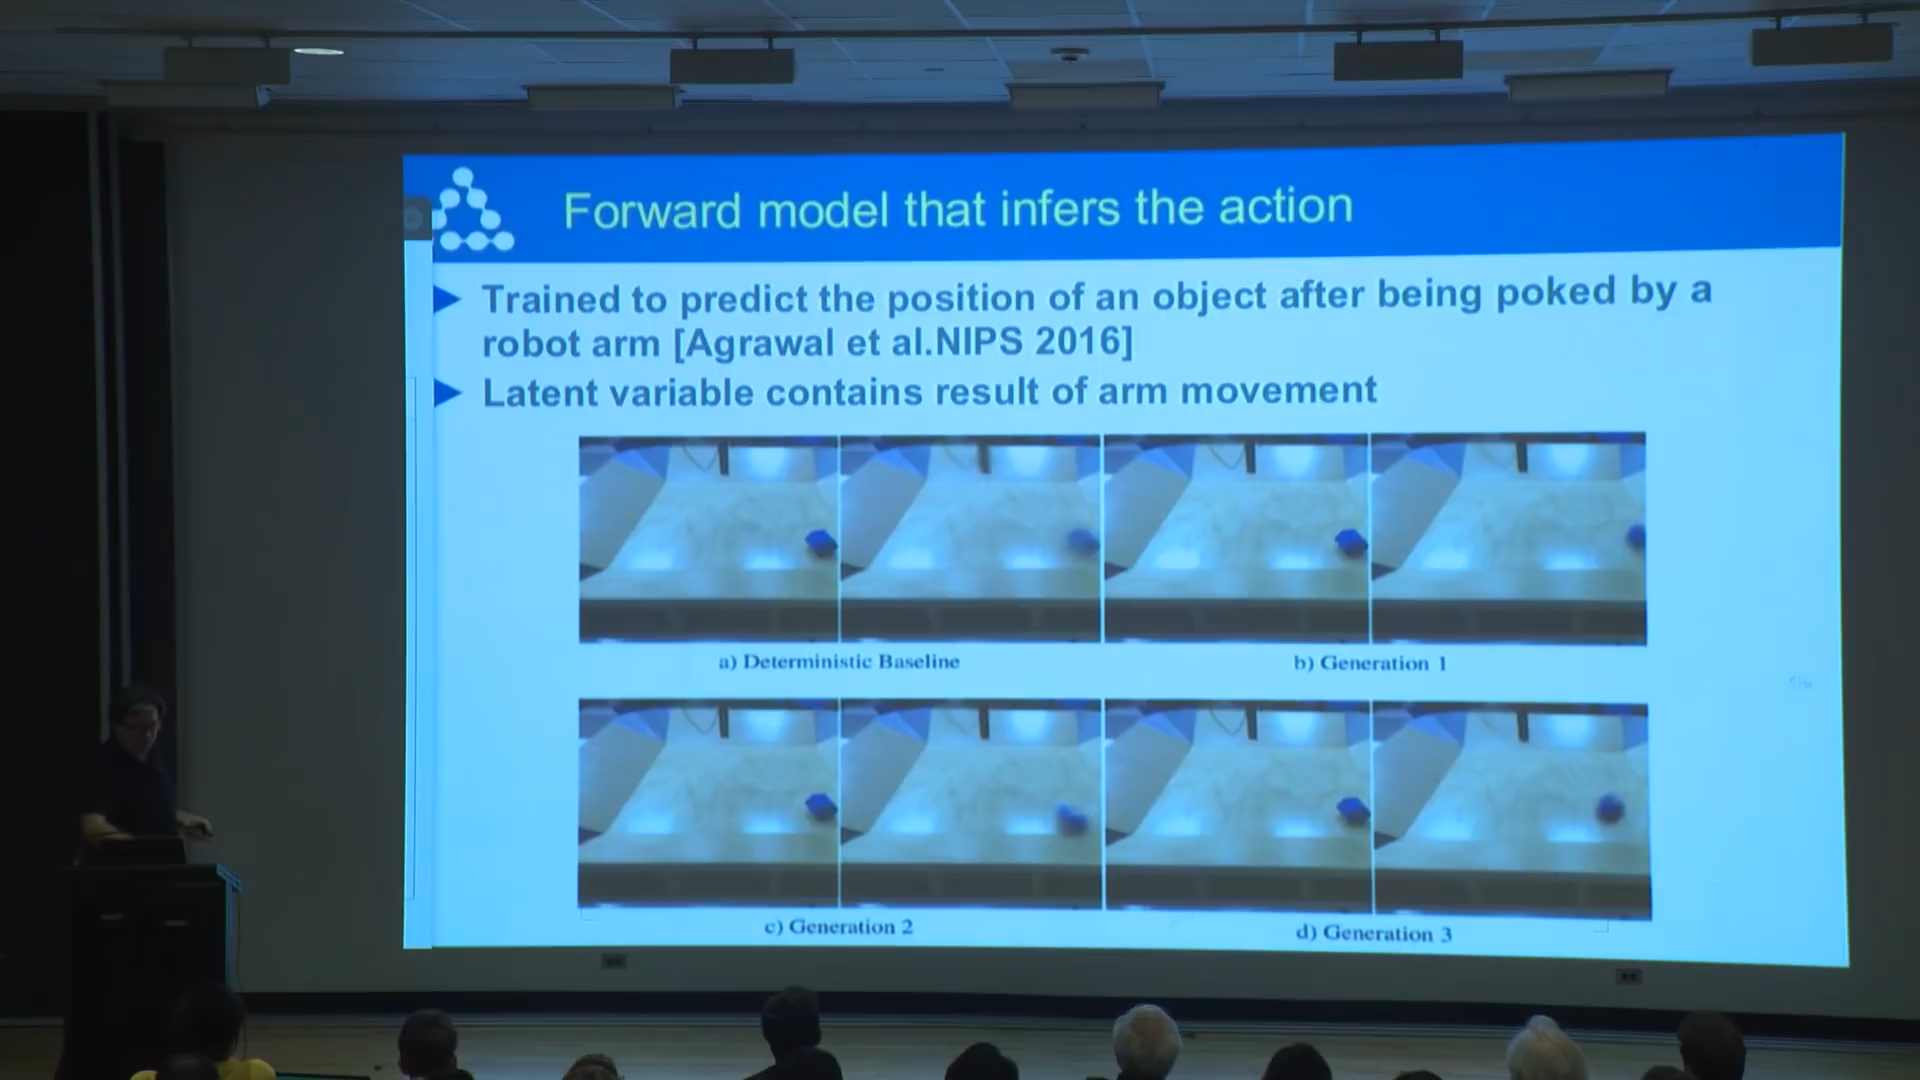 Forward model that infers the action
Trained to predict the position of an object after being poked by a
robot arm [Agrawal et al.NIPS 2016]
Latent variable contains result of arm movement
a) Deterministic Baseline
b) Generation 1
c) Generation 2
d) Generation 3